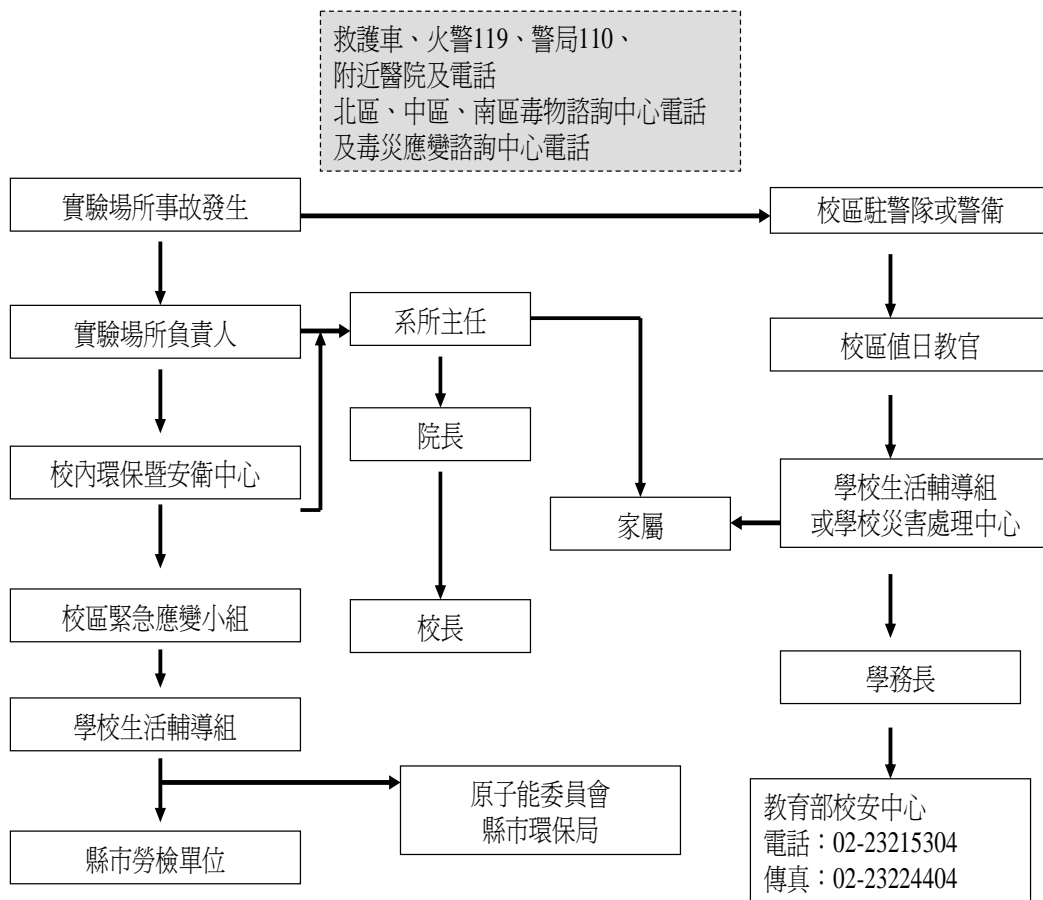 救護車、火警119、警局110、
附近醫院及電話
北區、中區、南區毒物諮詢中心電話
及毒災應變諮詢中心電話
實驗場所事故發生
校區駐警隊或警衛
實驗場所負責人
系所主任
校區值日教官
院長
校內環保暨安衛中心
學校生活輔導組
或學校災害處理中心
家屬
校區緊急應變小組
校長
學務長
學校生活輔導組
原子能委員會
縣市環保局
縣市勞檢單位
教育部校安中心
電話：02-23215304
傳真：02-23224404